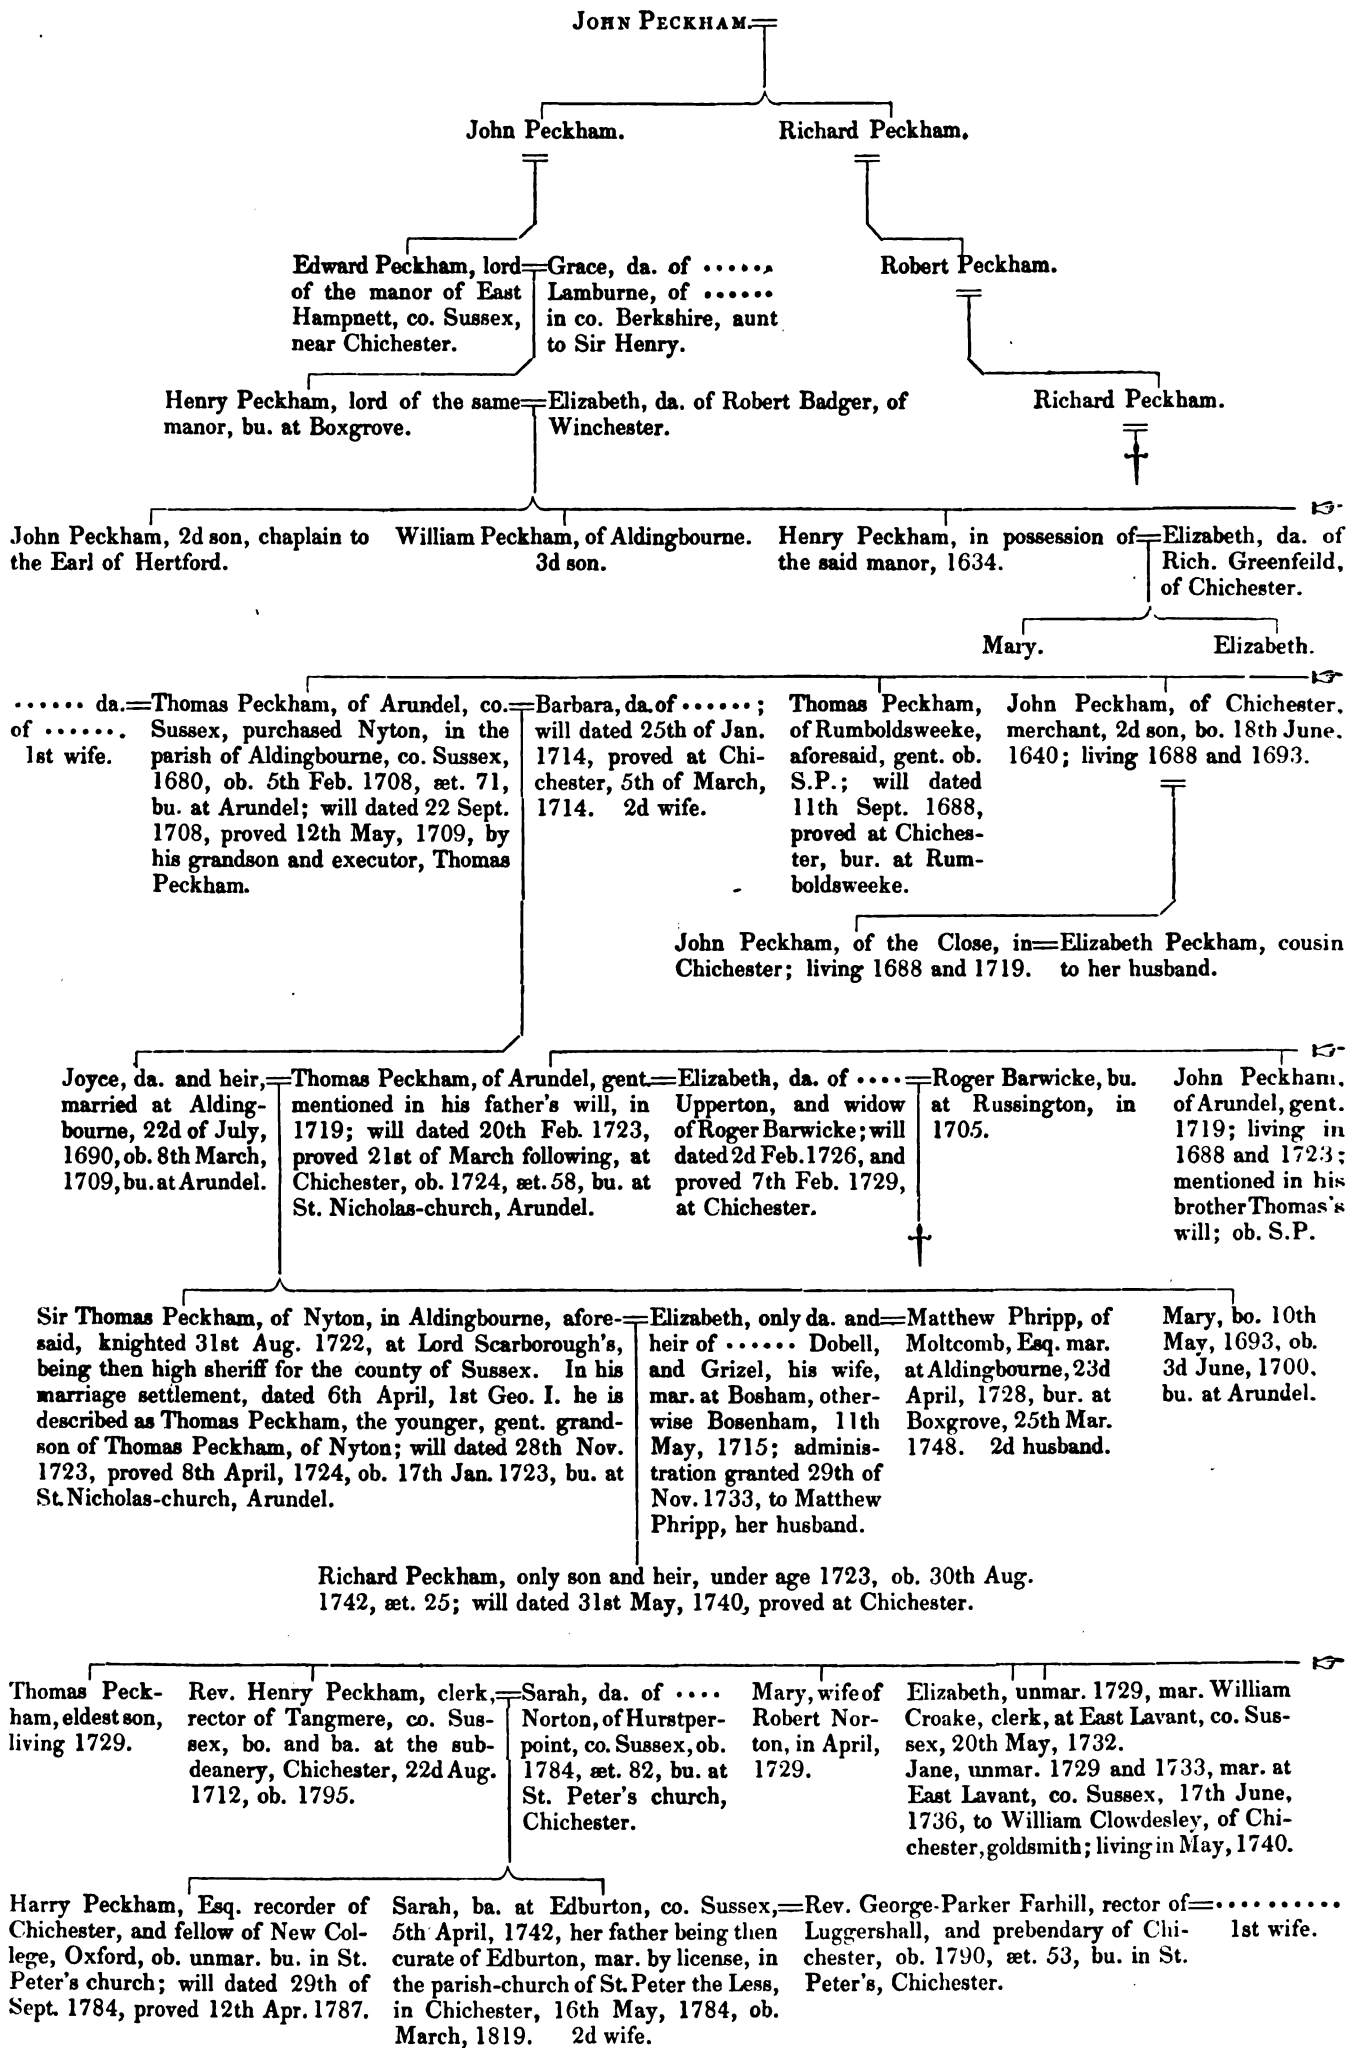 JOHN PECKHAM.
John Peckham.
Richard Peckham.
Edward Peckham, lord
of the manor of East
Hampnett, co. Sussex,
near Chichester.
Grace, da. of ······
Lamburne, of ······
in co. Berkshire, aunt
to Sir Henry.
Robert Peckham.
Henry Peckham, lord of the same
manor, bu. at Boxgrove.
Elizabeth, da. of Robert Badger, of
Winchester.
Richard Peckham.
John Peckham, 2d son, chaplain to
the Earl of Hertford.
William Peckham, of Aldingbourne.
3d son.
Henry Peckham, in possession of
the said manor, 1634.
Elizabeth, da. of
Rich. Greenfeild,
of Chichester.
Mary.
Elizabeth.
······ da.
of ·······
1st wife.
Thomas Peckham, of Arundel, co.
Sussex, purchased Nyton, in the
parish of Aldingbourne, co. Sussex,
1680, ob. 5th Feb. 1708, æt. 71,
bu. at Arundel; will dated 22 Sept.
1708, proved 12th May, 1709, by
his grandson and executor, Thomas
Peckham.
Barbara, da. of ······;
will dated 25th of Jan.
1714, proved at Chi-
chester, 5th of March,
1714. 2d wife.
Thomas Peckham,
of Rumboldsweeke,
aforesaid, gent. ob.
S.P.; will dated
11th Sept. 1688,
proved at Chiches-
ter, bur. at Rum-
boldsweeke.
John Peckham, of Chichester,
merchant, 2d son, bo. 18th June,
1640; living 1688 and 1693.
John Peckham, of the Close, in
Chichester; living 1688 and 1719.
Elizabeth Peckham, cousin
to her husband.
Joyce, da. and heir,
married at Alding-
bourne, 22d of July,
1690, ob. 8th March,
1709, bu. at Arundel.
Thomas Peckham, of Arundel, gent.
mentioned in his father's will, in
1719; will dated 20th Feb. 1723,
proved 21st of March following, at
Chichester, ob. 1724, æt. 58, bu. at
St. Nicholas-church, Arundel.
Elizabeth, da. of ····
Upperton, and widow
of Roger Barwicke; will
dated 2d Feb. 1726, and
proved 7th Feb. 1729,
at Chichester.
Roger Barwicke, bu.
at Russington, in
1705.
John Peckham,
of Arundel, gent.
1719; living in
1688 and 1723;
mentioned in his
brother Thomas's
will; ob. S.P.
Sir Thomas Peckham, of Nyton, in Aldingbourne, afore-
said, knighted 31st Aug. 1722, at Lord Scarborough's,
being then high sheriff for the county of Sussex. In his
marriage settlement, dated 6th April, 1st Geo. I. he is
described as Thomas Peckham, the younger, gent. grand-
son of Thomas Peckham, of Nyton; will dated 28th Nov.
1723, proved 8th April, 1724, ob. 17th Jan. 1723, bu. at
St. Nicholas-church, Arundel.
Elizabeth, only da. and
heir of ······ Dobell,
and Grizel, his wife,
mar. at Bosham, other-
wise Bosenham, 11th
May, 1715; adminis-
tration granted 29th of
Nov. 1733, to Matthew
Phripp, her husband.
Matthew Phripp, of
Moltcomb, Esq. mar.
at Aldingbourne, 23d
April, 1728, bur. at
Boxgrove, 25th Mar.
1748. 2d husband.
Mary, bo. 10th
May, 1693, ob.
3d June, 1700,
bu. at Arundel.
Richard Peckham, only son and heir, under age 1723, ob. 30th Aug.
1742, æt. 25; will dated 31st May, 1740, proved at Chichester.
Thomas Peck-
ham, eldest son,
living 1729.
Rev. Henry Peckham, clerk,
rector of Tangmere, co. Sus-
sex, bo. and ba. at the sub-
deanery, Chichester, 22d Aug.
1712, ob. 1795.
Sarah, da. of ····
Norton, of Hurstper-
point, co. Sussex, ob.
1784, æt. 82, bu. at
St. Peter's church,
Chichester.
Mary, wife of
Robert Nor-
ton, in April,
1729.
Elizabeth, unmar. 1729, mar. William
Croake, clerk, at East Lavant, co. Sus-
sex, 20th May, 1732.
Jane, unmar. 1729 and 1733, mar. at
East Lavant, co. Sussex, 17th June,
1736, to William Clowdesley, of Chi-
chester, goldsmith; living in May, 1740.
Harry Peckham, Esq. recorder of
Chichester, and fellow of New Col-
lege, Oxford, ob. unmar. bu. in St.
Peter's church; will dated 29th of
Sept. 1784, proved 12th Apr. 1787.
Sarah, ba. at Edburton, co. Sussex,
5th April, 1742, her father being then
curate of Edburton, mar. by license, in
the parish-church of St. Peter the Less,
in Chichester, 16th May, 1784, ob.
March, 1819. 2d wife.
Rev. George-Parker Farhill, rector of
Luggershall, and prebendary of Chi-
chester, ob. 1790, æt. 53, bu. in St.
Peter's, Chichester.
··········
1st wife.